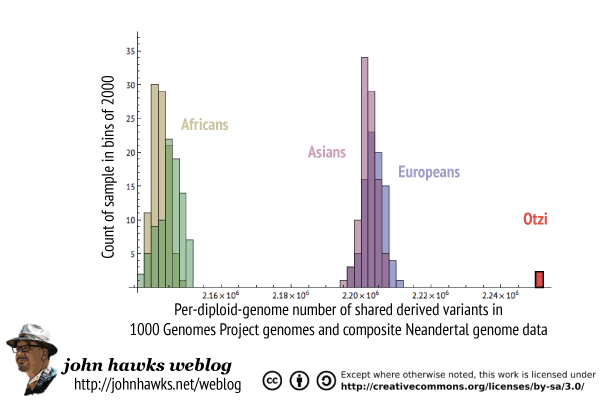 Count of sample in bins of 2000
35
30
25
20
15
10
5
Africans
Asians
Europeans
Otzi
2.16×10⁶ 2.18×10⁶ 2.20×10⁶ 2.22×10⁶ 2.24×10⁶
Per-diploid-genome number of shared derived variants in
1000 Genomes Project genomes and composite Neandertal genome data
john hawks weblog
http://johnhawks.net/weblog
cc
Except where otherwise noted, this work is licensed under
http://creativecommons.org/licenses/by-sa/3.0/